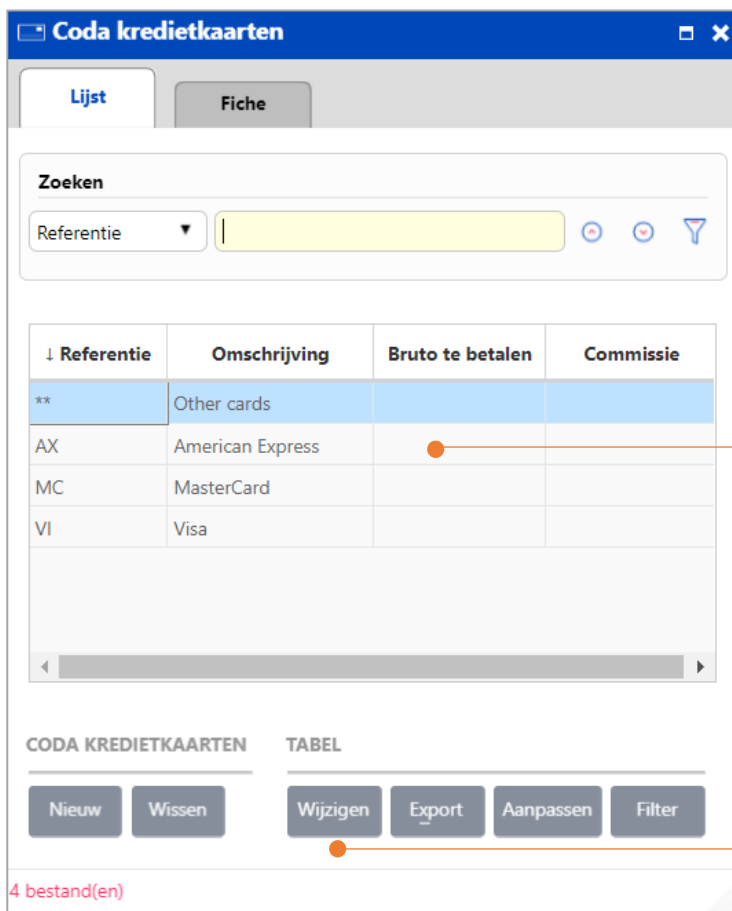 Coda kredietkaarten
Lijst Fiche
Zoeken
Referentie
↓ Referentie Omschrijving Bruto te betalen Commissie
** Other cards
AX American Express
MC MasterCard
VI Visa
CODA KREDIETKAARTEN TABEL
Nieuw Wissen Wijzigen Export Aanpassen Filter
4 bestand(en)